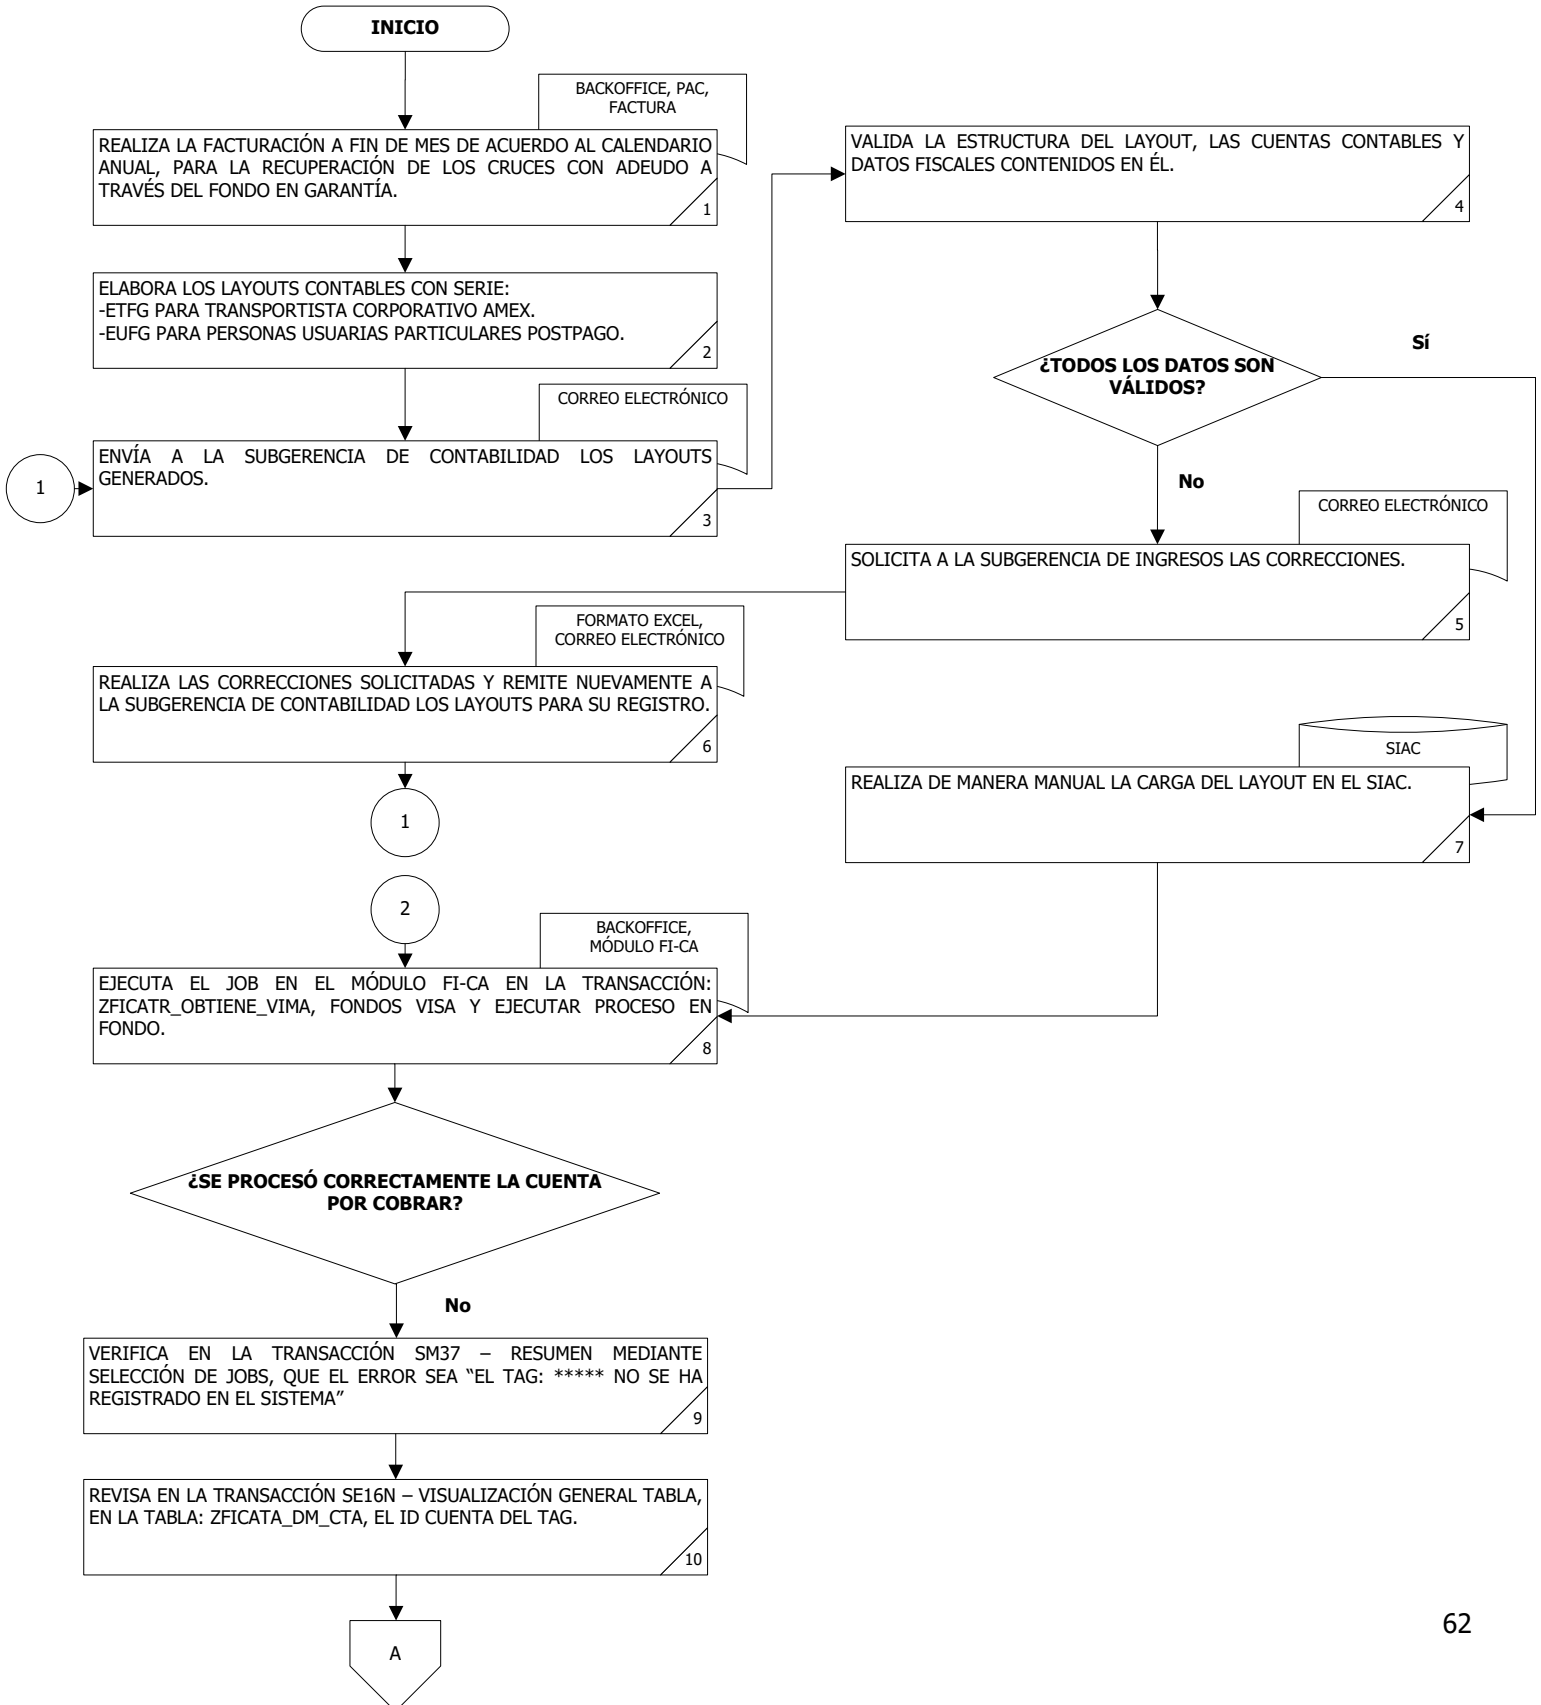 INICIO
BACKOFFICE, PAC,
FACTURA
REALIZA LA FACTURACIÓN A FIN DE MES DE ACUERDO AL CALENDARIO
ANUAL, PARA LA RECUPERACIÓN DE LOS CRUCES CON ADEUDO A
TRAVÉS DEL FONDO EN GARANTÍA.
1
ELABORA LOS LAYOUTS CONTABLES CON SERIE:
-ETFG PARA TRANSPORTISTA CORPORATIVO AMEX.
-EUFG PARA PERSONAS USUARIAS PARTICULARES POSTPAGO.
2
CORREO ELECTRÓNICO
1
ENVÍA A LA SUBGERENCIA DE CONTABILIDAD LOS LAYOUTS
GENERADOS.
3
VALIDA LA ESTRUCTURA DEL LAYOUT, LAS CUENTAS CONTABLES Y
DATOS FISCALES CONTENIDOS EN ÉL.
4
¿TODOS LOS DATOS SON
VÁLIDOS?
Sí
No
CORREO ELECTRÓNICO
SOLICITA A LA SUBGERENCIA DE INGRESOS LAS CORRECCIONES.
5
FORMATO EXCEL,
CORREO ELECTRÓNICO
REALIZA LAS CORRECCIONES SOLICITADAS Y REMITE NUEVAMENTE A
LA SUBGERENCIA DE CONTABILIDAD LOS LAYOUTS PARA SU REGISTRO.
6
1
SIAC
REALIZA DE MANERA MANUAL LA CARGA DEL LAYOUT EN EL SIAC.
7
2
BACKOFFICE,
MÓDULO FI-CA
EJECUTA EL JOB EN EL MÓDULO FI-CA EN LA TRANSACCIÓN:
ZFICATR_OBTIENE_VIMA, FONDOS VISA Y EJECUTAR PROCESO EN
FONDO.
8
¿SE PROCESÓ CORRECTAMENTE LA CUENTA
POR COBRAR?
No
VERIFICA EN LA TRANSACCIÓN SM37 – RESUMEN MEDIANTE
SELECCIÓN DE JOBS, QUE EL ERROR SEA “EL TAG: ***** NO SE HA
REGISTRADO EN EL SISTEMA”
9
REVISA EN LA TRANSACCIÓN SE16N – VISUALIZACIÓN GENERAL TABLA,
EN LA TABLA: ZFICATA_DM_CTA, EL ID CUENTA DEL TAG.
10
A
62